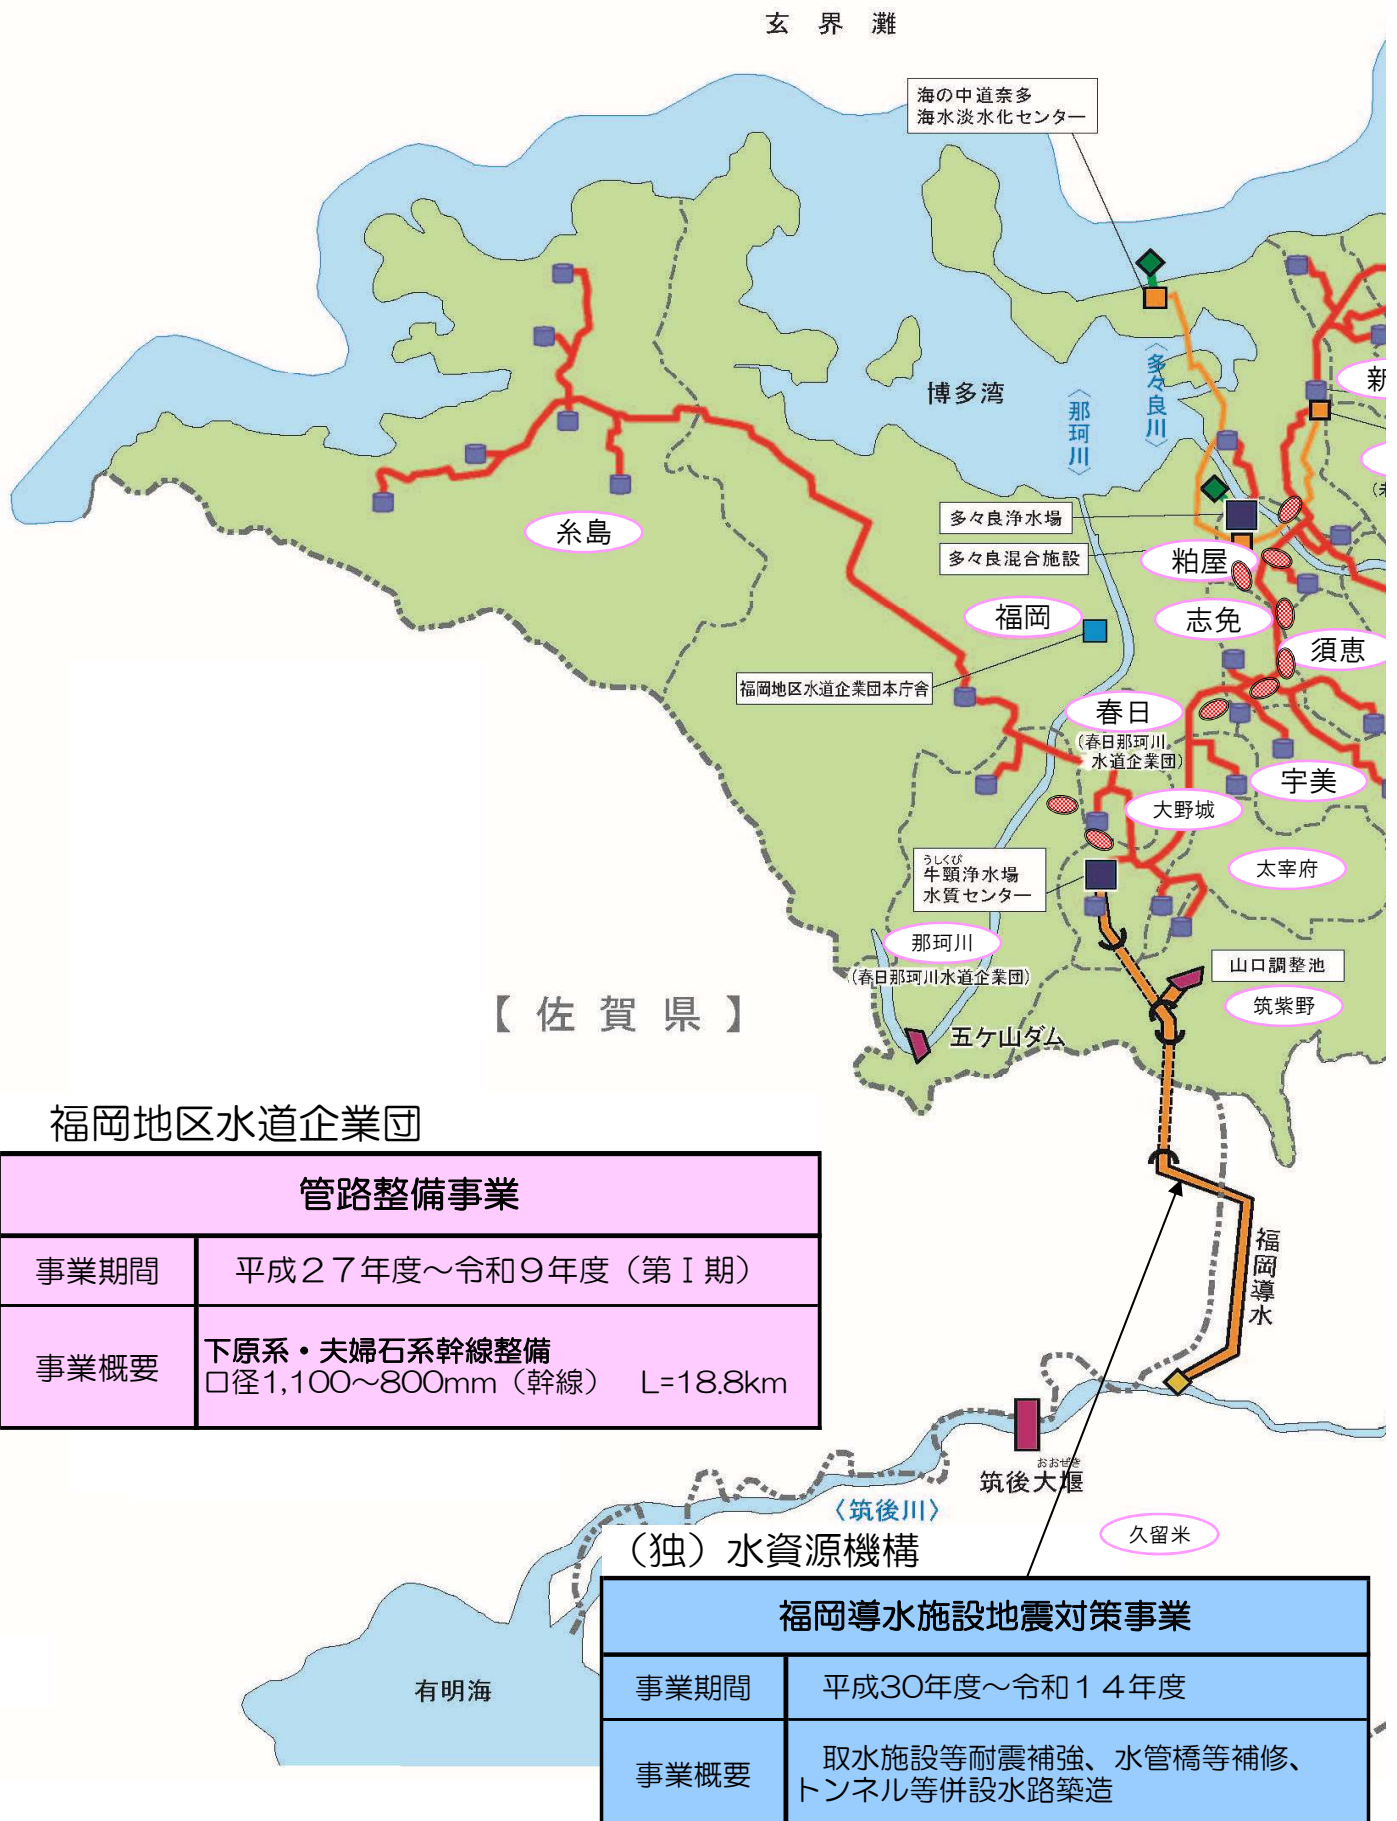 玄界灘
海の中道奈多
海水淡水化センター
〈多々良川〉
博多湾
〈那珂川〉
新
多々良浄水場
多々良混合施設
糸島
粕屋
福岡
志免
須恵
福岡地区水道企業団本庁舎
春日
(春日那珂川
水道企業団)
宇美
大野城
うしくび
牛頸浄水場
水質センター
太宰府
那珂川
(春日那珂川水道企業団)
山口調整池
筑紫野
【佐賀県】
五ケ山ダム
福岡地区水道企業団
管路整備事業
事業期間
平成27年度～令和9年度（第Ⅰ期）
事業概要
下原系・夫婦石系幹線整備
口径1,100～800mm（幹線） L=18.8km
福岡導水
おおぜき
筑後大堰
〈筑後川〉
久留米
（独）水資源機構
福岡導水施設地震対策事業
事業期間
平成30年度～令和14年度
事業概要
取水施設等耐震補強、水管橋等補修、
トンネル等併設水路築造
有明海